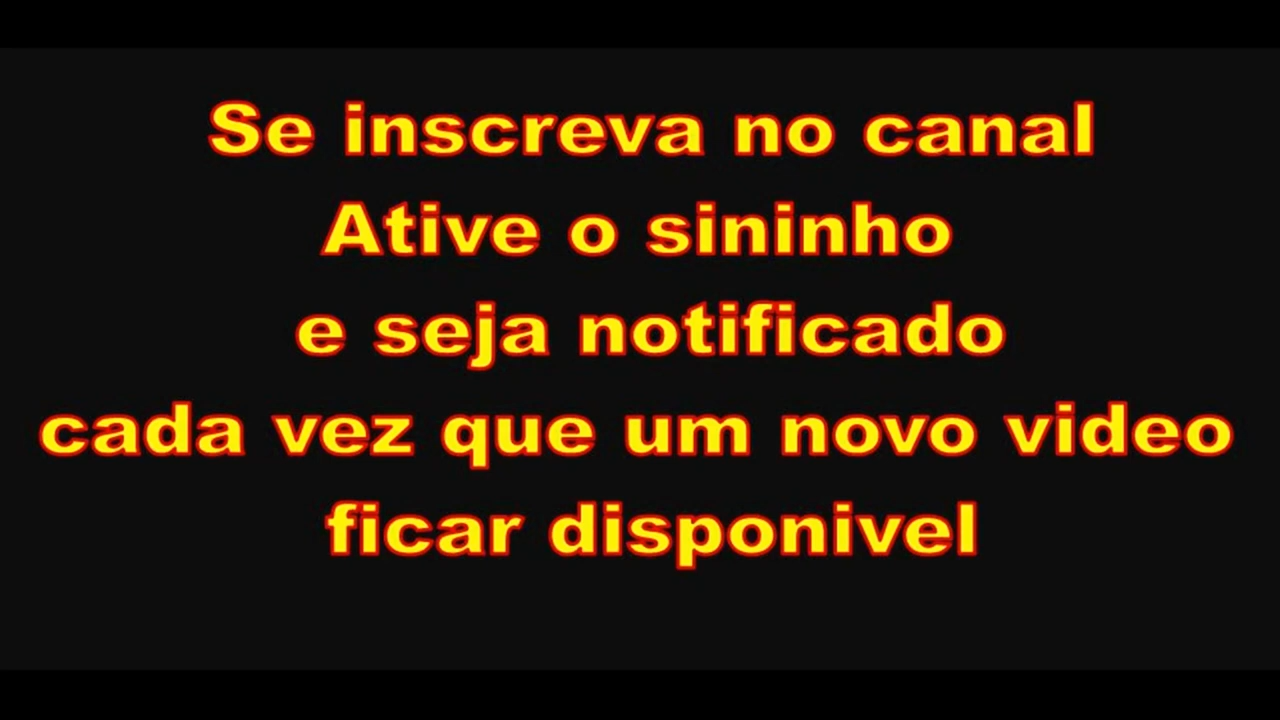 Se inscreva no canal
Ative o sininho
e seja notificado
cada vez que um novo video
ficar disponivel